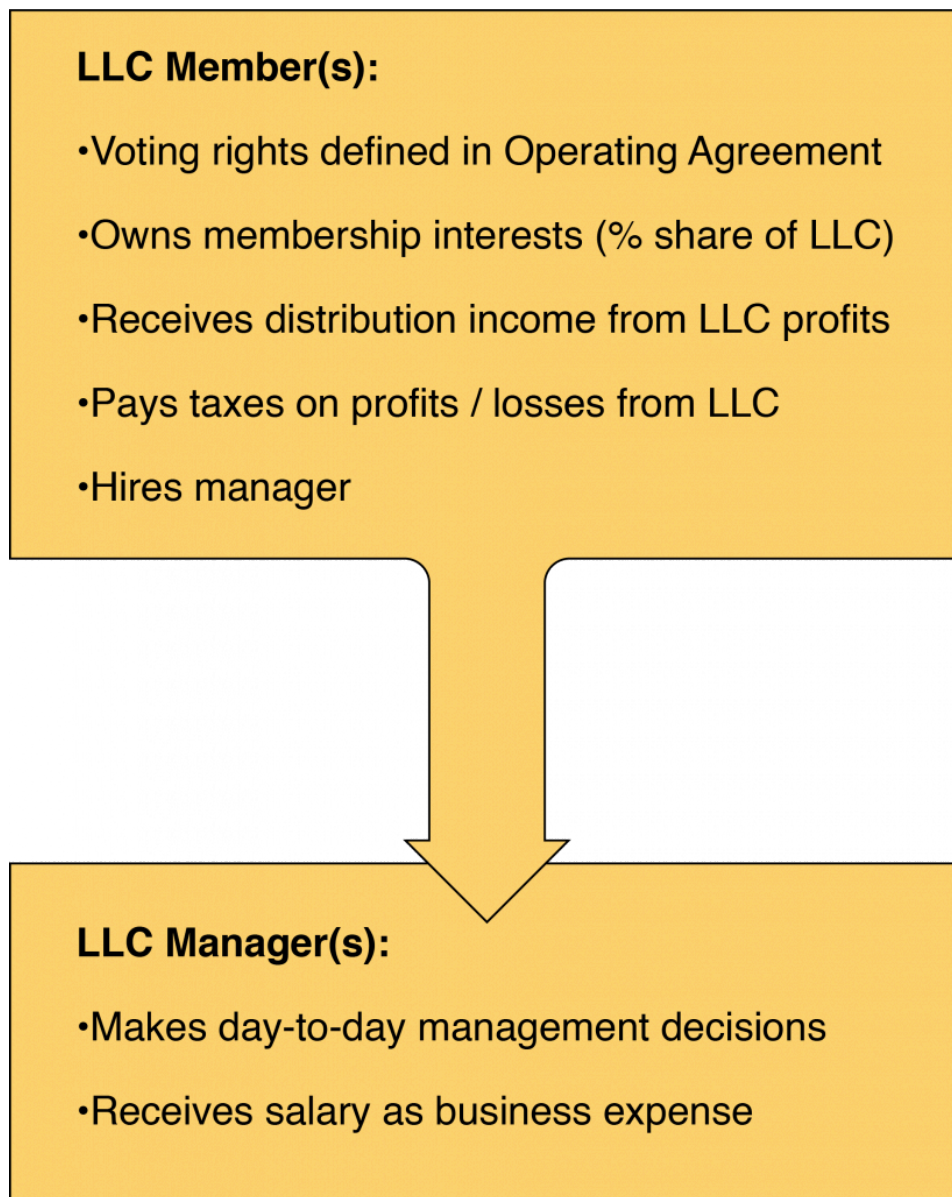 LLC Member(s):
•Voting rights defined in Operating Agreement
•Owns membership interests (% share of LLC)
•Receives distribution income from LLC profits
•Pays taxes on profits / losses from LLC
•Hires manager
LLC Manager(s):
•Makes day-to-day management decisions
•Receives salary as business expense